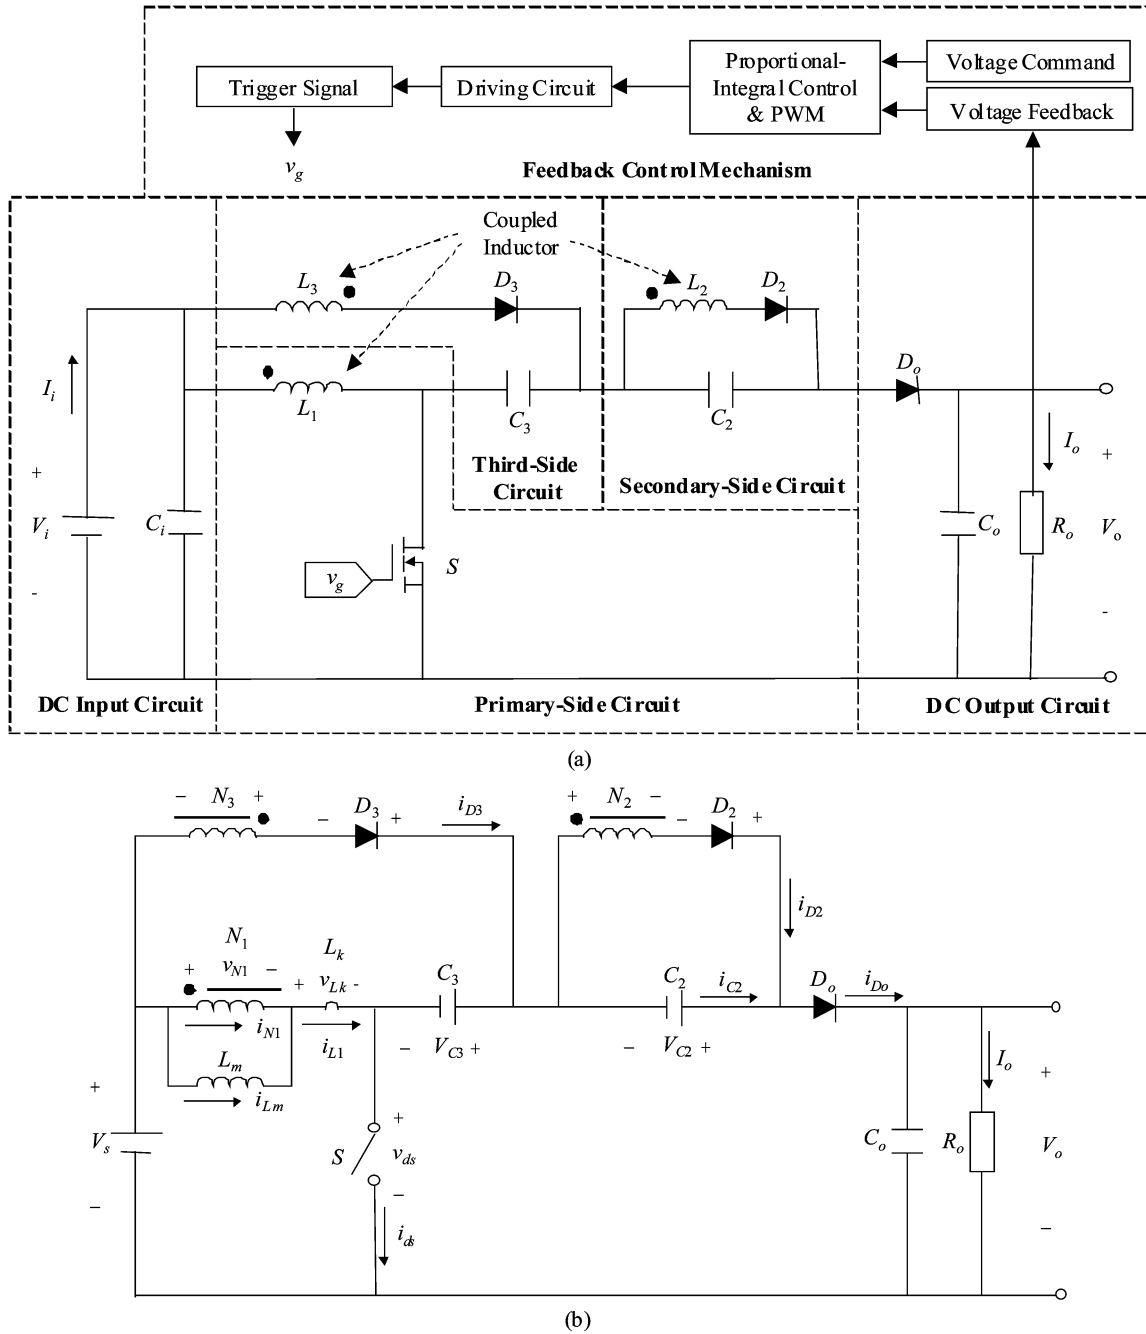 Trigger Signal
Driving Circuit
Proportional-
Integral Control
& PWM
Voltage Command
Voltage Feedback
v_g
Feedback Control Mechanism
Coupled
Inductor
L_3
D_3
L_2
D_2
I_i
L_1
C_3
C_2
D_o
I_o
+
+
Third-Side
Circuit
Secondary-Side Circuit
V_i
C_i
S
v_g
C_o
R_o
V_o
-
-
DC Input Circuit
Primary-Side Circuit
DC Output Circuit
(a)
− N_3 +
− D_3 +
i_D3
+ N_2 −
− D_2 +
i_D2
N_1
+ v_N1 −
L_k
+ v_Lk -
C_3
C_2
i_C2
D_o
i_Do
i_N1
i_L1
− V_C3 +
− V_C2 +
L_m
i_Lm
I_o
+
+
+
V_s
S
v_ds
C_o
R_o
V_o
−
−
−
i_ds
(b)